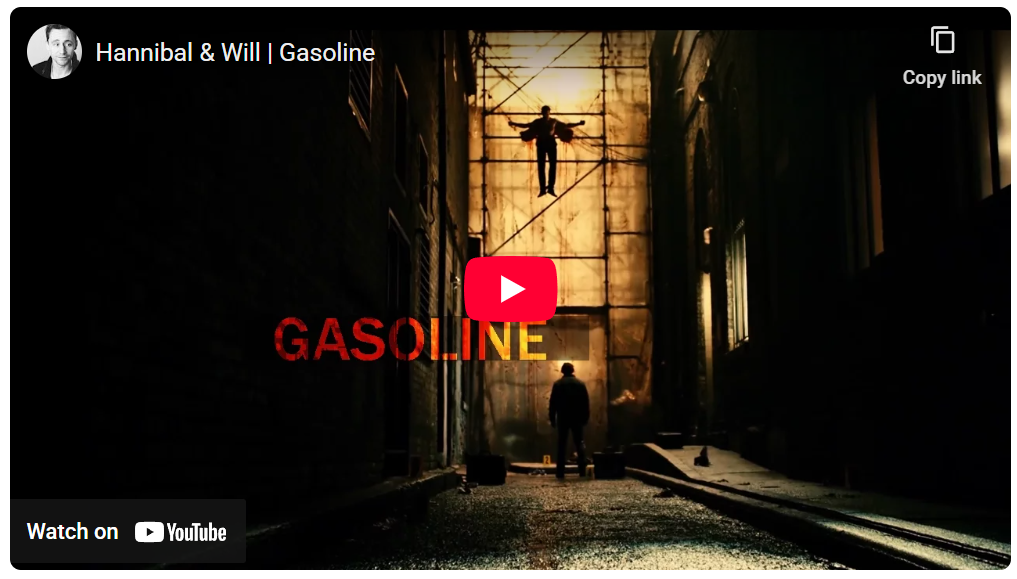 Hannibal & Will | Gasoline
Copy link
GASOLINE
Watch on YouTube